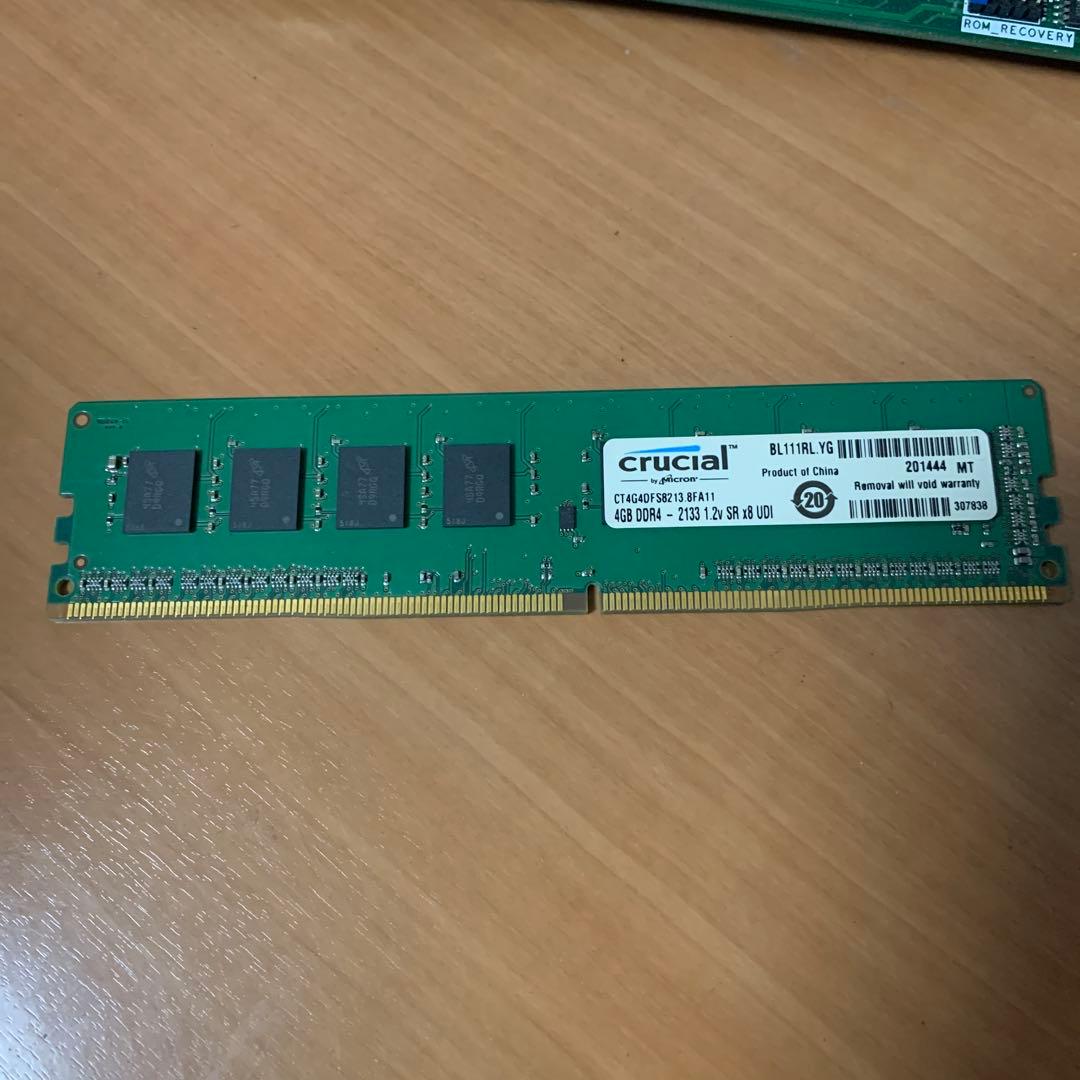 ROM_RECOVERY
crucial™
by Micron®
BL111RL.YG
Product of China
201444 MT
Removal will void warranty
CT4G4DFS8213.8FA11
20
4GB DDR4 - 2133 1.2v SR x8 UDI
307838